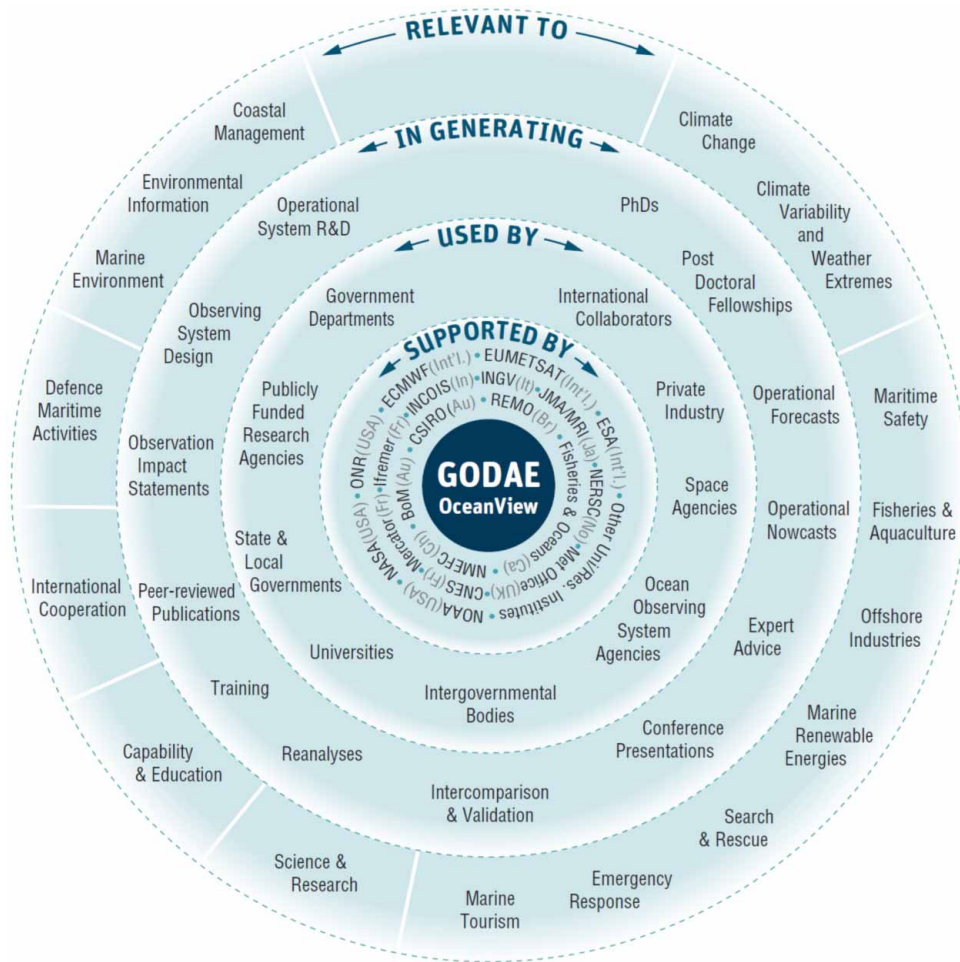 RELEVANT TO
Coastal
Management
Environmental
Information
Marine
Environment
Defence
Maritime
Activities
International
Cooperation
Capability
& Education
Science &
Research
Marine
Tourism
Emergency
Response
Search
& Rescue
Marine
Renewable
Energies
Offshore
Industries
Fisheries &
Aquaculture
Maritime
Safety
Climate
Variability
and
Weather
Extremes
Climate
Change
IN GENERATING
Operational
System R&D
Observing
System
Design
Observation
Impact
Statements
Peer-reviewed
Publications
Training
Reanalyses
Intercomparison
& Validation
Conference
Presentations
Expert
Advice
Operational
Nowcasts
Operational
Forecasts
Post
Doctoral
Fellowships
PhDs
USED BY
Government
Departments
Publicly
Funded
Research
Agencies
State &
Local
Governments
Universities
Intergovernmental
Bodies
Ocean
Observing
System
Agencies
Space
Agencies
Private
Industry
International
Collaborators
SUPPORTED BY
NOAA(USA) • NASA(USA) • ONR(USA) • ECMWF(Int'l.) • EUMETSAT(Int'l.) • ESA(Int'l.) • Other Uni/Res. Institutes •
CNES(Fr) • Mercator(Fr) • Ifremer(Fr) • INCOIS(In) • INGV(It) • JMA/MRI(Ja) • NERSC(No) • Met Office(UK) •
NMEFC(Ch) • BoM(Au) • CSIRO(Au) • REMO(Br) • Fisheries & Oceans(Ca) •
GODAE
OceanView